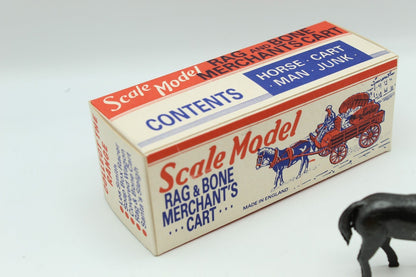 Scale Model RAG AND BONE
MERCHANT'S CART
CONTENTS
HORSE · CART
MAN · JUNK
Scale Model
RAG & BONE
MERCHANT'S
... CART ...
MADE IN ENGLAND